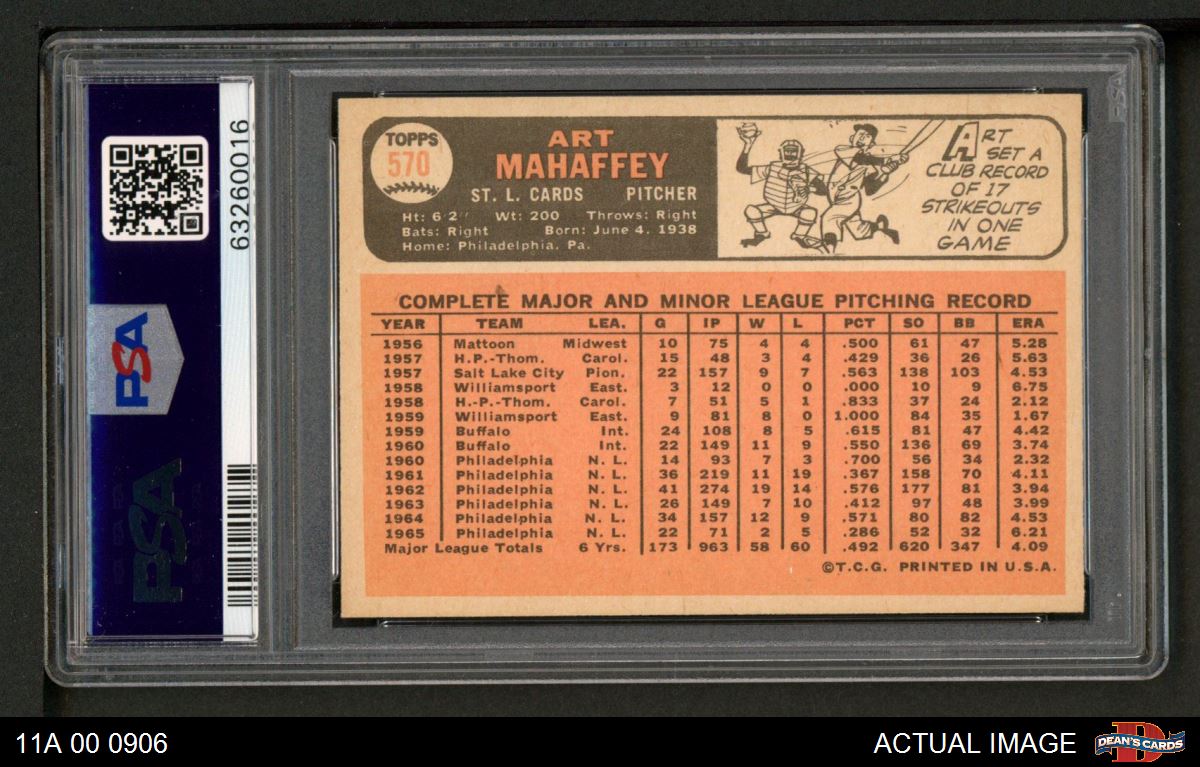 63260016
PSA
PSA
TOPPS
570
ART
MAHAFFEY
ST. L. CARDS PITCHER
Ht: 6'2" Wt: 200 Throws: Right
Bats: Right Born: June 4, 1938
Home: Philadelphia, Pa.
ART
SET A
CLUB RECORD
OF 17
STRIKEOUTS
IN ONE
GAME
COMPLETE MAJOR AND MINOR LEAGUE PITCHING RECORD
YEAR TEAM LEA. G IP W L PCT SO BB ERA
1956 Mattoon Midwest 10 75 4 4 .500 61 47 5.28
1957 H.P.-Thom. Carol. 15 48 3 4 .429 36 26 5.63
1957 Salt Lake City Pion. 22 157 9 7 .563 138 103 4.53
1958 Williamsport East. 3 12 0 0 .000 10 9 6.75
1958 H.-P.-Thom. Carol. 7 51 5 1 .833 37 24 2.12
1959 Williamsport East. 9 81 8 0 1.000 84 35 1.67
1959 Buffalo Int. 24 108 8 5 .615 81 47 4.42
1960 Buffalo Int. 22 149 11 9 .550 136 69 3.74
1960 Philadelphia N. L. 14 93 7 3 .700 56 34 2.32
1961 Philadelphia N. L. 36 219 11 19 .367 158 70 4.11
1962 Philadelphia N. L. 41 274 19 14 .576 177 81 3.94
1963 Philadelphia N. L. 26 149 7 10 .412 97 48 3.99
1964 Philadelphia N. L. 34 157 12 9 .571 80 82 4.53
1965 Philadelphia N. L. 22 71 2 5 .286 52 32 6.21
Major League Totals 6 Yrs. 173 963 58 60 .492 620 347 4.09
©T.C.G. PRINTED IN U.S.A.
11A 00 0906
ACTUAL IMAGE
DEAN'S CARDS